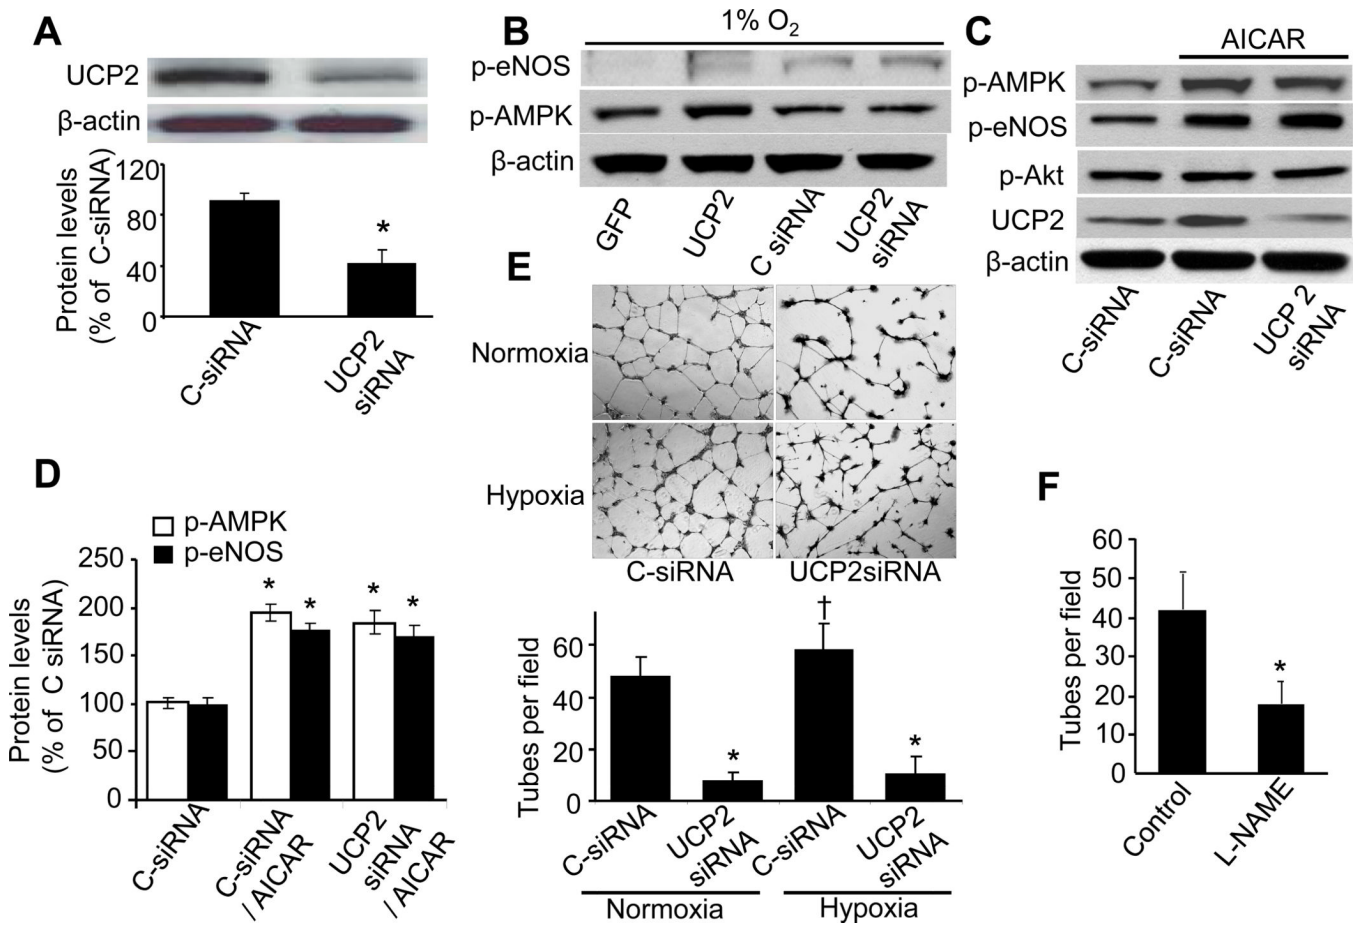 A
UCP2
β-actin
Protein levels
(% of C-siRNA)
120
80
40
0
*
C-siRNA
UCP2
siRNA
B
1% O2
p-eNOS
p-AMPK
β-actin
GFP
UCP2
C siRNA
UCP2
siRNA
C
AICAR
p-AMPK
p-eNOS
p-Akt
UCP2
β-actin
C-siRNA
C-siRNA
UCP2
siRNA
D
p-AMPK
p-eNOS
Protein levels
(% of C siRNA)
250
200
150
100
50
0
* * * *
C-siRNA
C-siRNA
/ AICAR
UCP2
siRNA
/ AICAR
E
Normoxia
Hypoxia
C-siRNA UCP2siRNA
Tubes per field
60
40
20
0
* † *
C-siRNA
UCP2
siRNA
C-siRNA
UCP2
siRNA
Normoxia Hypoxia
F
Tubes per field
60
50
40
30
20
10
0
*
Control
L-NAME